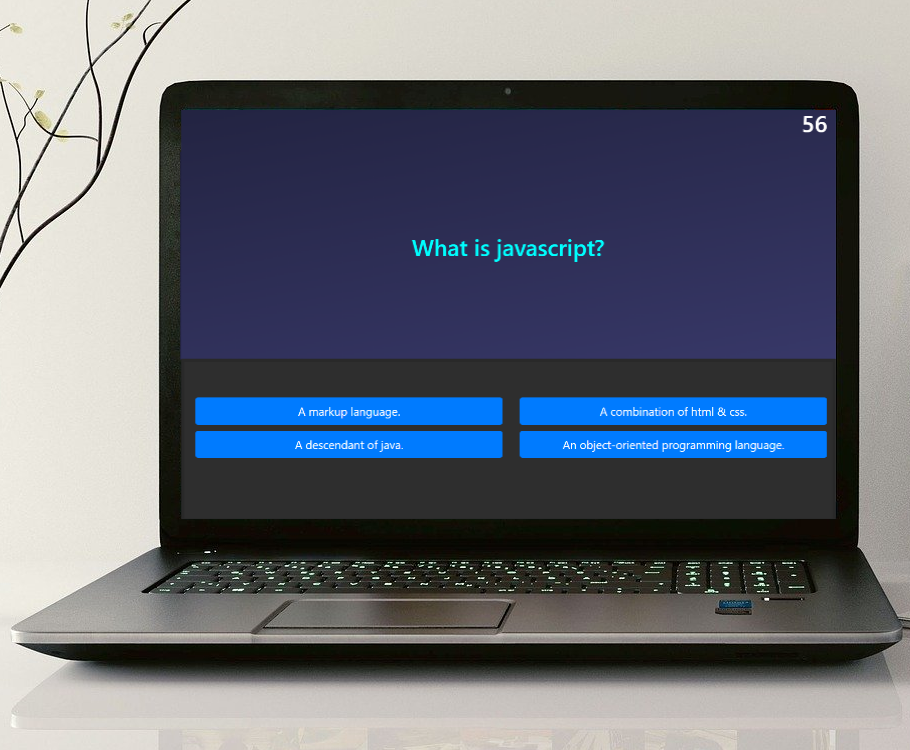 56
What is javascript?
A markup language.
A combination of html & css.
A descendant of java.
An object-oriented programming language.